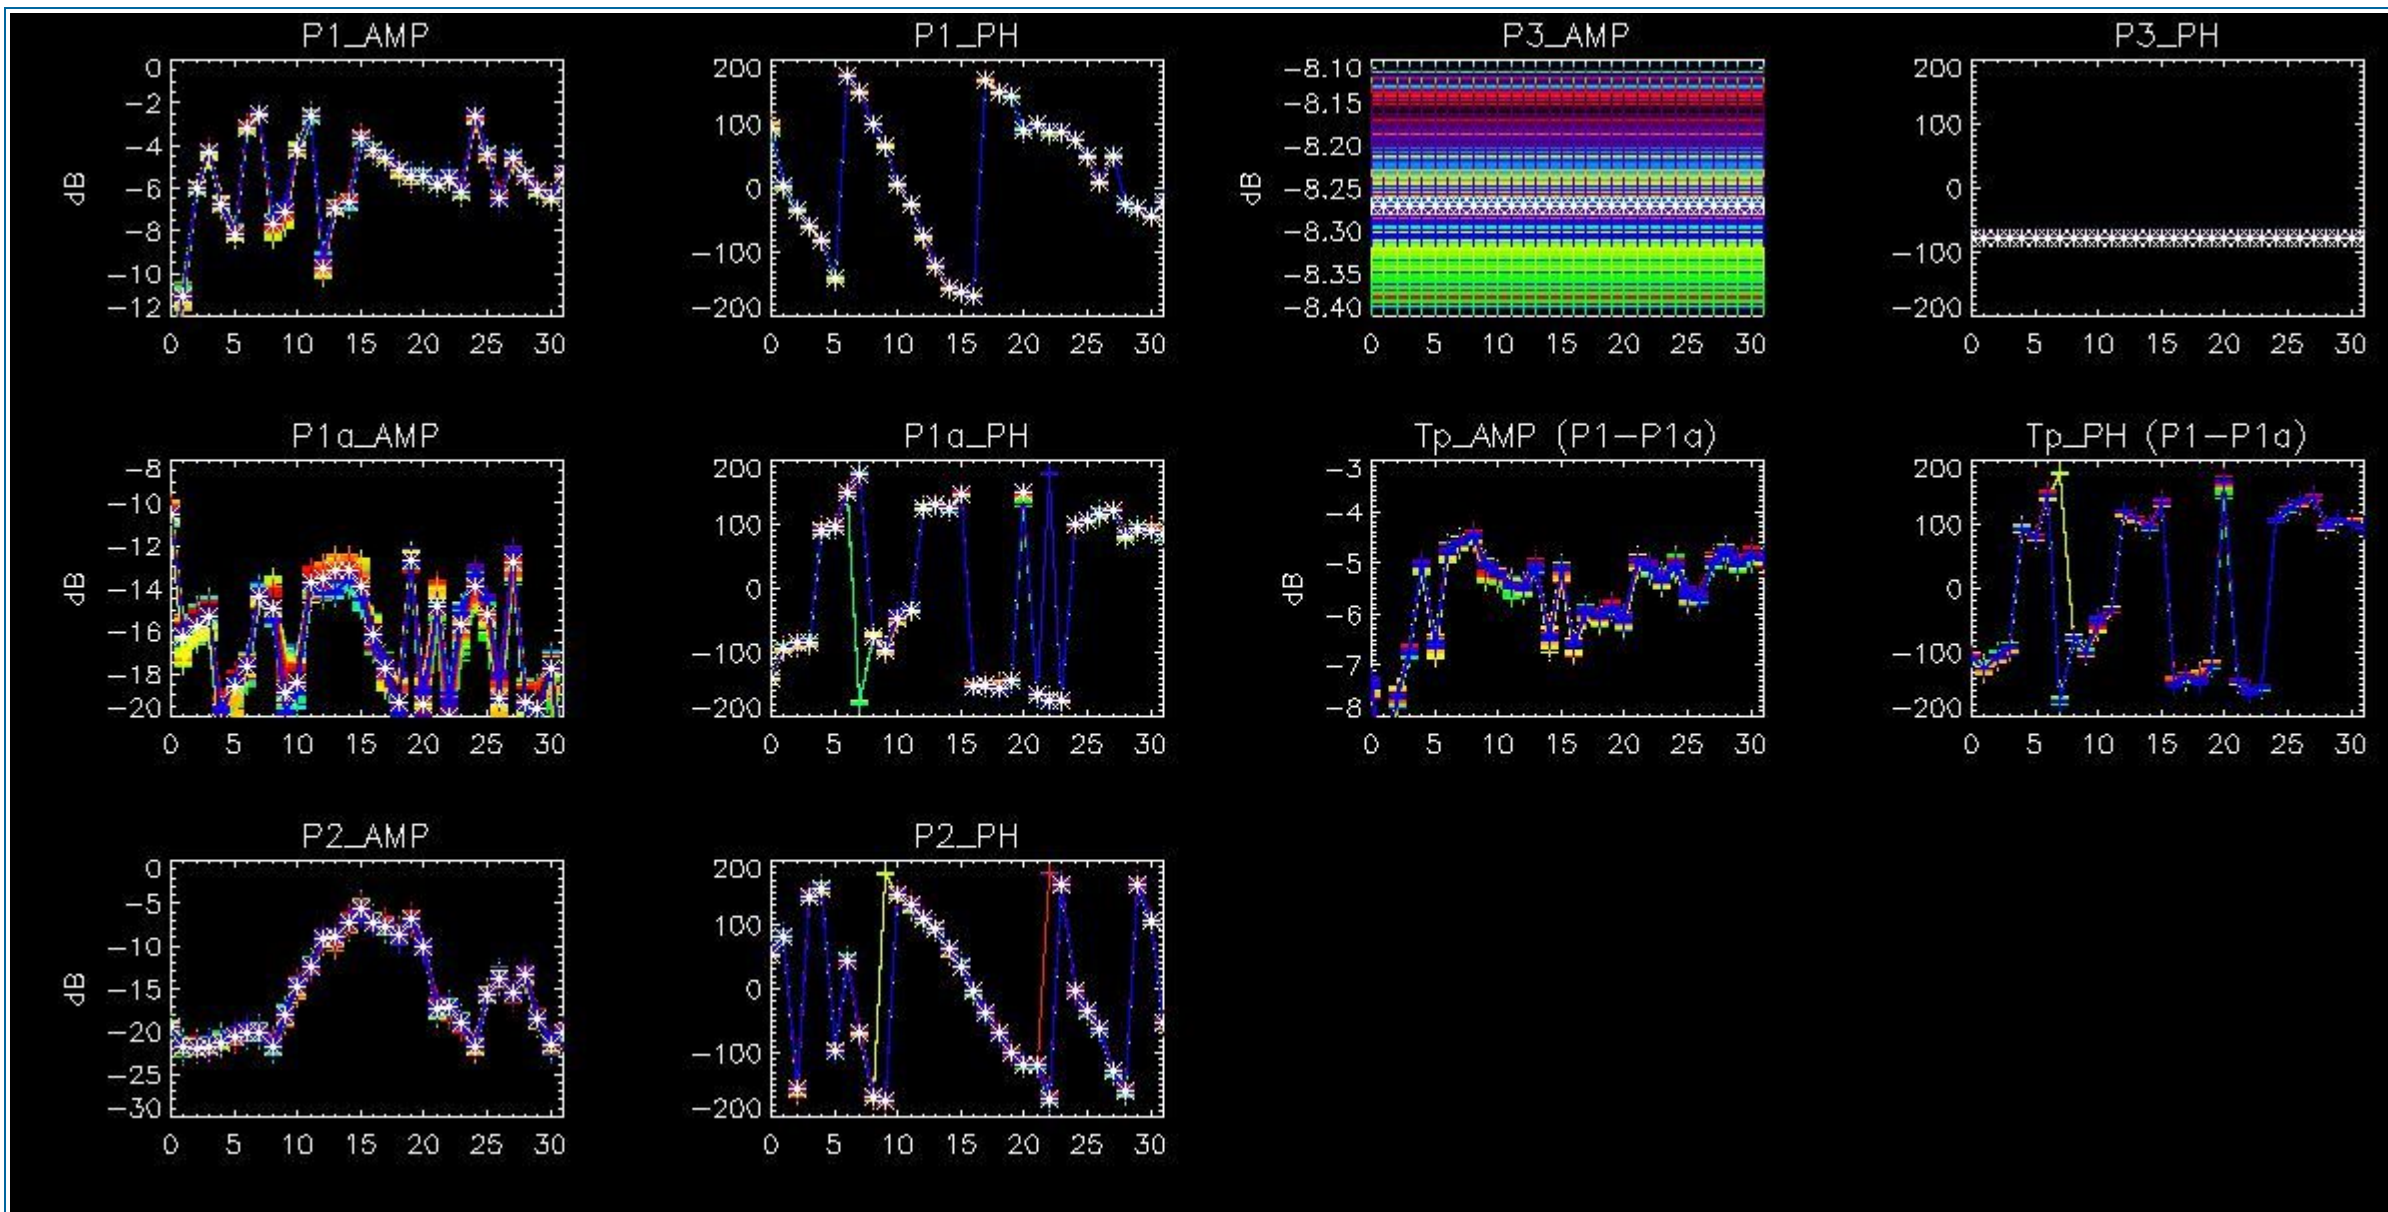 P1_AMP
0
−2
−4
−6
−8
−10
−12
dB
0 5 10 15 20 25 30
P1_PH
200
100
0
−100
−200
0 5 10 15 20 25 30
P3_AMP
−8.10
−8.15
−8.20
−8.25
−8.30
−8.35
−8.40
dB
0 5 10 15 20 25 30
P3_PH
200
100
0
−100
−200
0 5 10 15 20 25 30
P1a_AMP
−8
−10
−12
−14
−16
−18
−20
dB
0 5 10 15 20 25 30
P1a_PH
200
100
0
−100
−200
0 5 10 15 20 25 30
Tp_AMP (P1−P1a)
−3
−4
−5
−6
−7
−8
dB
0 5 10 15 20 25 30
Tp_PH (P1−P1a)
200
100
0
−100
−200
0 5 10 15 20 25 30
P2_AMP
0
−5
−10
−15
−20
−25
−30
dB
0 5 10 15 20 25 30
P2_PH
200
100
0
−100
−200
0 5 10 15 20 25 30